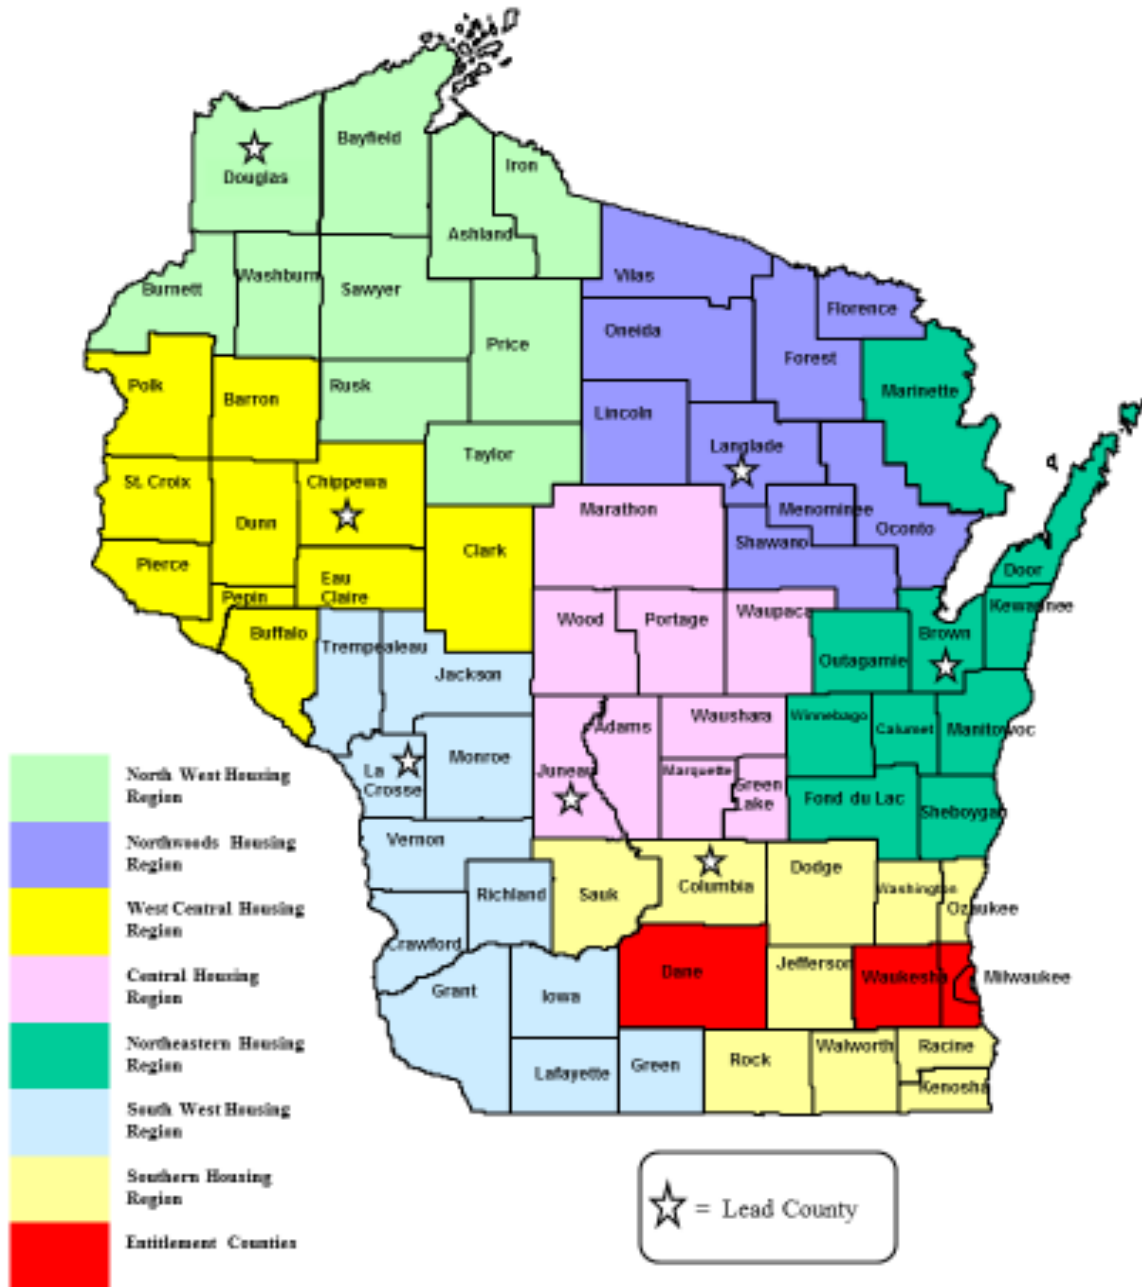 Bayfield
Douglas
Iron
Ashland
Washburn
Burnett
Sawyer
Vilas
Florence
Oneida
Price
Forest
Polk
Barron
Rusk
Marinette
Lincoln
Langlade
Taylor
St. Croix
Chippewa
Marathon
Menominee
Dunn
Clark
Shawano
Oconto
Pierce
Eau
Claire
Door
Pepin
Kewaunee
Buffalo
Wood
Portage
Waupaca
Brown
Trempealeau
Outagamie
Jackson
Adams
Waushara
Winnebago
Calumet
Manitowoc
Monroe
La
Crosse
Juneau
Marquette
Green
Lake
Fond du Lac
Sheboygan
Vernon
Dodge
Columbia
Richland
Sauk
Washington
Ozaukee
Crawford
Jefferson
Dane
Waukesha
Milwaukee
Grant
Iowa
Rock
Walworth
Racine
Lafayette
Green
Kenosha
North West Housing
Region
Northwoods Housing
Region
West Central Housing
Region
Central Housing
Region
Northeastern Housing
Region
South West Housing
Region
Southern Housing
Region
Entitlement Counties
= Lead County